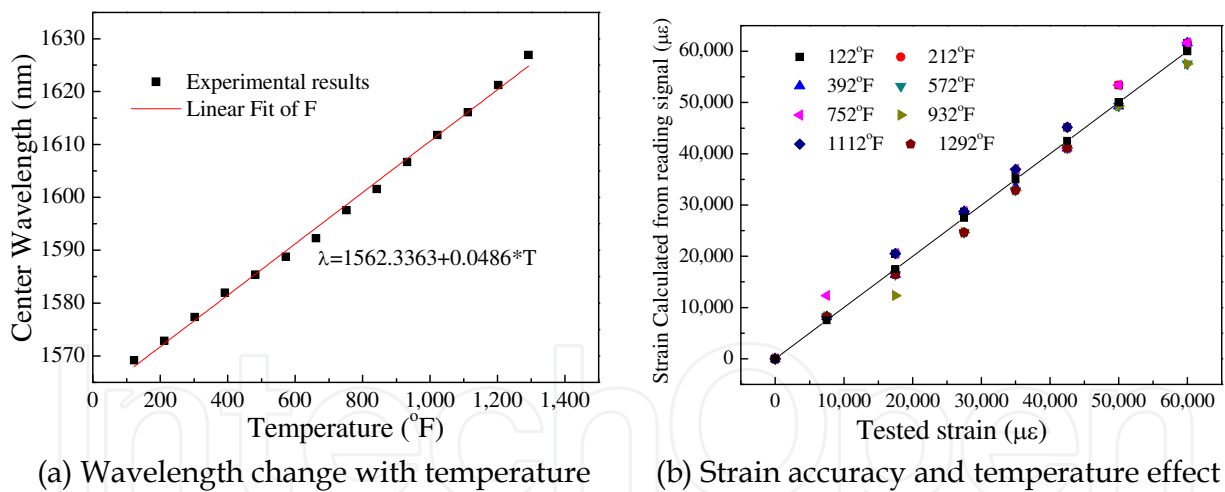 1630
1620
1610
1600
1590
1580
1570
Center Wavelength (nm)
Experimental results
Linear Fit of F
λ=1562.3363+0.0486*T
0 200 400 600 800 1,000 1,200 1,400
Temperature (°F)
(a) Wavelength change with temperature
60,000
50,000
40,000
30,000
20,000
10,000
0
Strain Calculated from reading signal (με)
122°F 212°F
392°F 572°F
752°F 932°F
1112°F 1292°F
0 10,000 20,000 30,000 40,000 50,000 60,000
Tested strain (με)
(b) Strain accuracy and temperature effect
IntechOpen